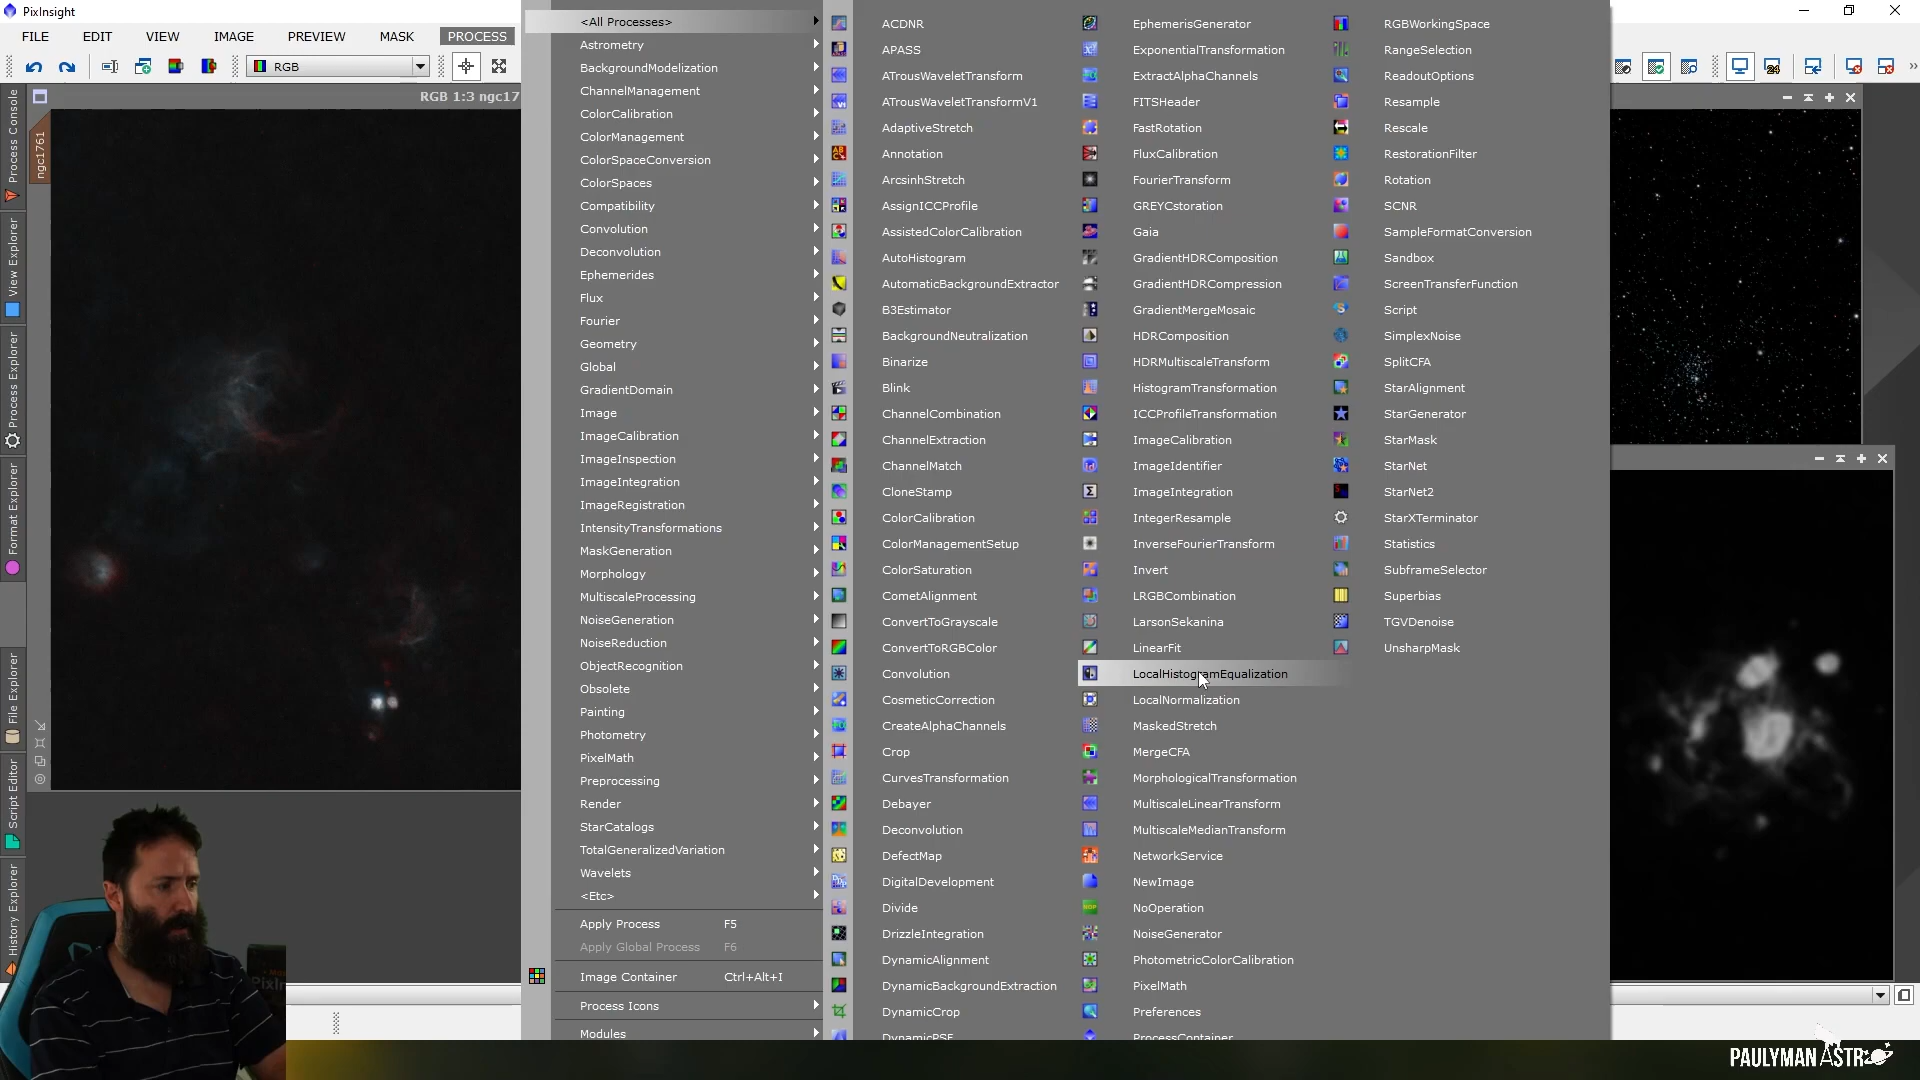 PixInsight
FILE EDIT VIEW IMAGE PREVIEW MASK PROCESS
RGB
RGB 1:3 ngc17
ngc1761
Process Console
View Explorer
Process Explorer
Format Explorer
File Explorer
Script Editor
History Explorer
<All Processes>
Astrometry
BackgroundModelization
ChannelManagement
ColorCalibration
ColorManagement
ColorSpaceConversion
ColorSpaces
Compatibility
Convolution
Deconvolution
Ephemerides
Flux
Fourier
Geometry
Global
GradientDomain
Image
ImageCalibration
ImageInspection
ImageIntegration
ImageRegistration
IntensityTransformations
MaskGeneration
Morphology
MultiscaleProcessing
NoiseGeneration
NoiseReduction
ObjectRecognition
Obsolete
Painting
Photometry
PixelMath
Preprocessing
Render
StarCatalogs
TotalGeneralizedVariation
Wavelets
<Etc>
Apply Process F5
Apply Global Process F6
Image Container Ctrl+Alt+I
Process Icons
Modules
ACDNR
APASS
ATrousWaveletTransform
ATrousWaveletTransformV1
AdaptiveStretch
Annotation
ArcsinhStretch
AssignICCProfile
AssistedColorCalibration
AutoHistogram
AutomaticBackgroundExtractor
B3Estimator
BackgroundNeutralization
Binarize
Blink
ChannelCombination
ChannelExtraction
ChannelMatch
CloneStamp
ColorCalibration
ColorManagementSetup
ColorSaturation
CometAlignment
ConvertToGrayscale
ConvertToRGBColor
Convolution
CosmeticCorrection
CreateAlphaChannels
Crop
CurvesTransformation
Debayer
Deconvolution
DefectMap
DigitalDevelopment
Divide
DrizzleIntegration
DynamicAlignment
DynamicBackgroundExtraction
DynamicCrop
DynamicPSF
EphemerisGenerator
ExponentialTransformation
ExtractAlphaChannels
FITSHeader
FastRotation
FluxCalibration
FourierTransform
GREYCstoration
Gaia
GradientHDRComposition
GradientHDRCompression
GradientMergeMosaic
HDRComposition
HDRMultiscaleTransform
HistogramTransformation
ICCProfileTransformation
ImageCalibration
ImageIdentifier
ImageIntegration
IntegerResample
InverseFourierTransform
Invert
LRGBCombination
LarsonSekanina
LinearFit
LocalHistogramEqualization
LocalNormalization
MaskedStretch
MergeCFA
MorphologicalTransformation
MultiscaleLinearTransform
MultiscaleMedianTransform
NetworkService
NewImage
NoOperation
NoiseGenerator
PhotometricColorCalibration
PixelMath
Preferences
ProcessContainer
RGBWorkingSpace
RangeSelection
ReadoutOptions
Resample
Rescale
RestorationFilter
Rotation
SCNR
SampleFormatConversion
Sandbox
ScreenTransferFunction
Script
SimplexNoise
SplitCFA
StarAlignment
StarGenerator
StarMask
StarNet
StarNet2
StarXTerminator
Statistics
SubframeSelector
Superbias
TGVDenoise
UnsharpMask
PAULYMAN ASTRO